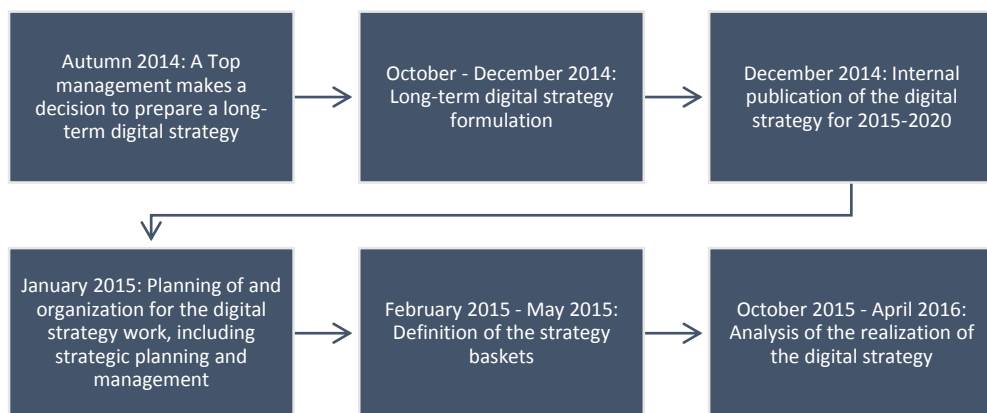 Autumn 2014: A Top
management makes a
decision to prepare a long-
term digital strategy
October - December 2014:
Long-term digital strategy
formulation
December 2014: Internal
publication of the digital
strategy for 2015-2020
January 2015: Planning of and
organization for the digital
strategy work, including
strategic planning and
management
February 2015 - May 2015:
Definition of the strategy
baskets
October 2015 - April 2016:
Analysis of the realization of
the digital strategy